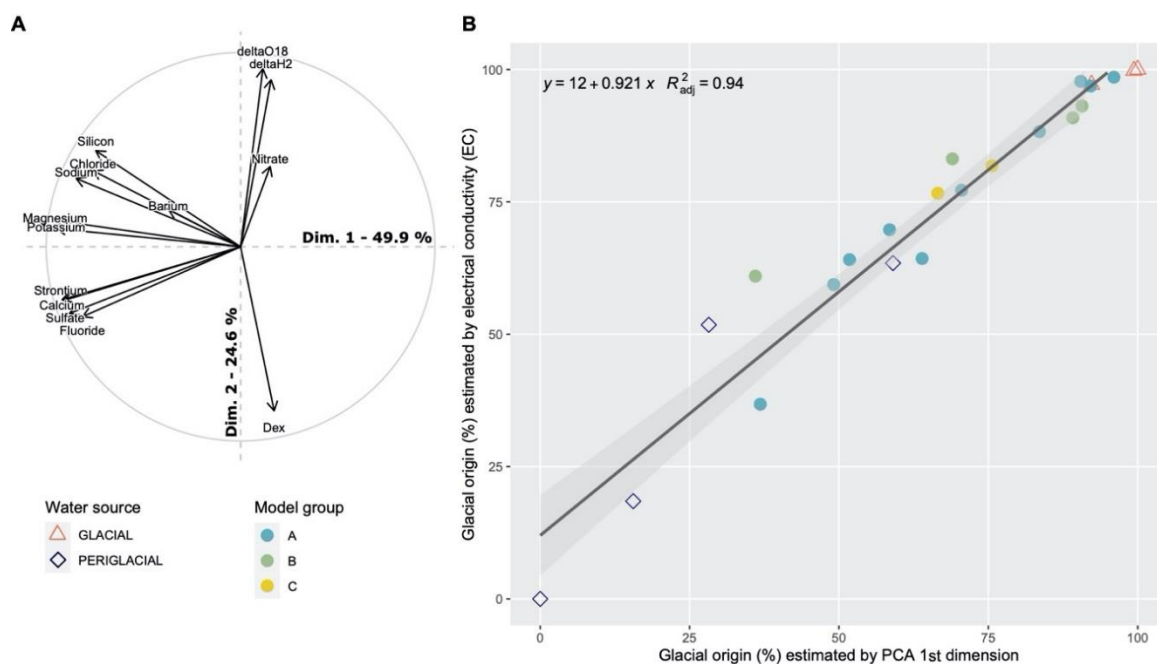 A
deltaO18
deltaH2
Nitrate
Silicon
Chloride
Sodium
Barium
Magnesium
Potassium
Dim. 1 - 49.9 %
Strontium
Calcium
Sulfate
Fluoride
Dim. 2 - 24.6 %
Dex
Water source
GLACIAL
PERIGLACIAL
Model group
A
B
C
B
Glacial origin (%) estimated by electrical conductivity (EC)
100
75
50
25
0
y = 12 + 0.921 x R²adj = 0.94
0 25 50 75 100
Glacial origin (%) estimated by PCA 1st dimension